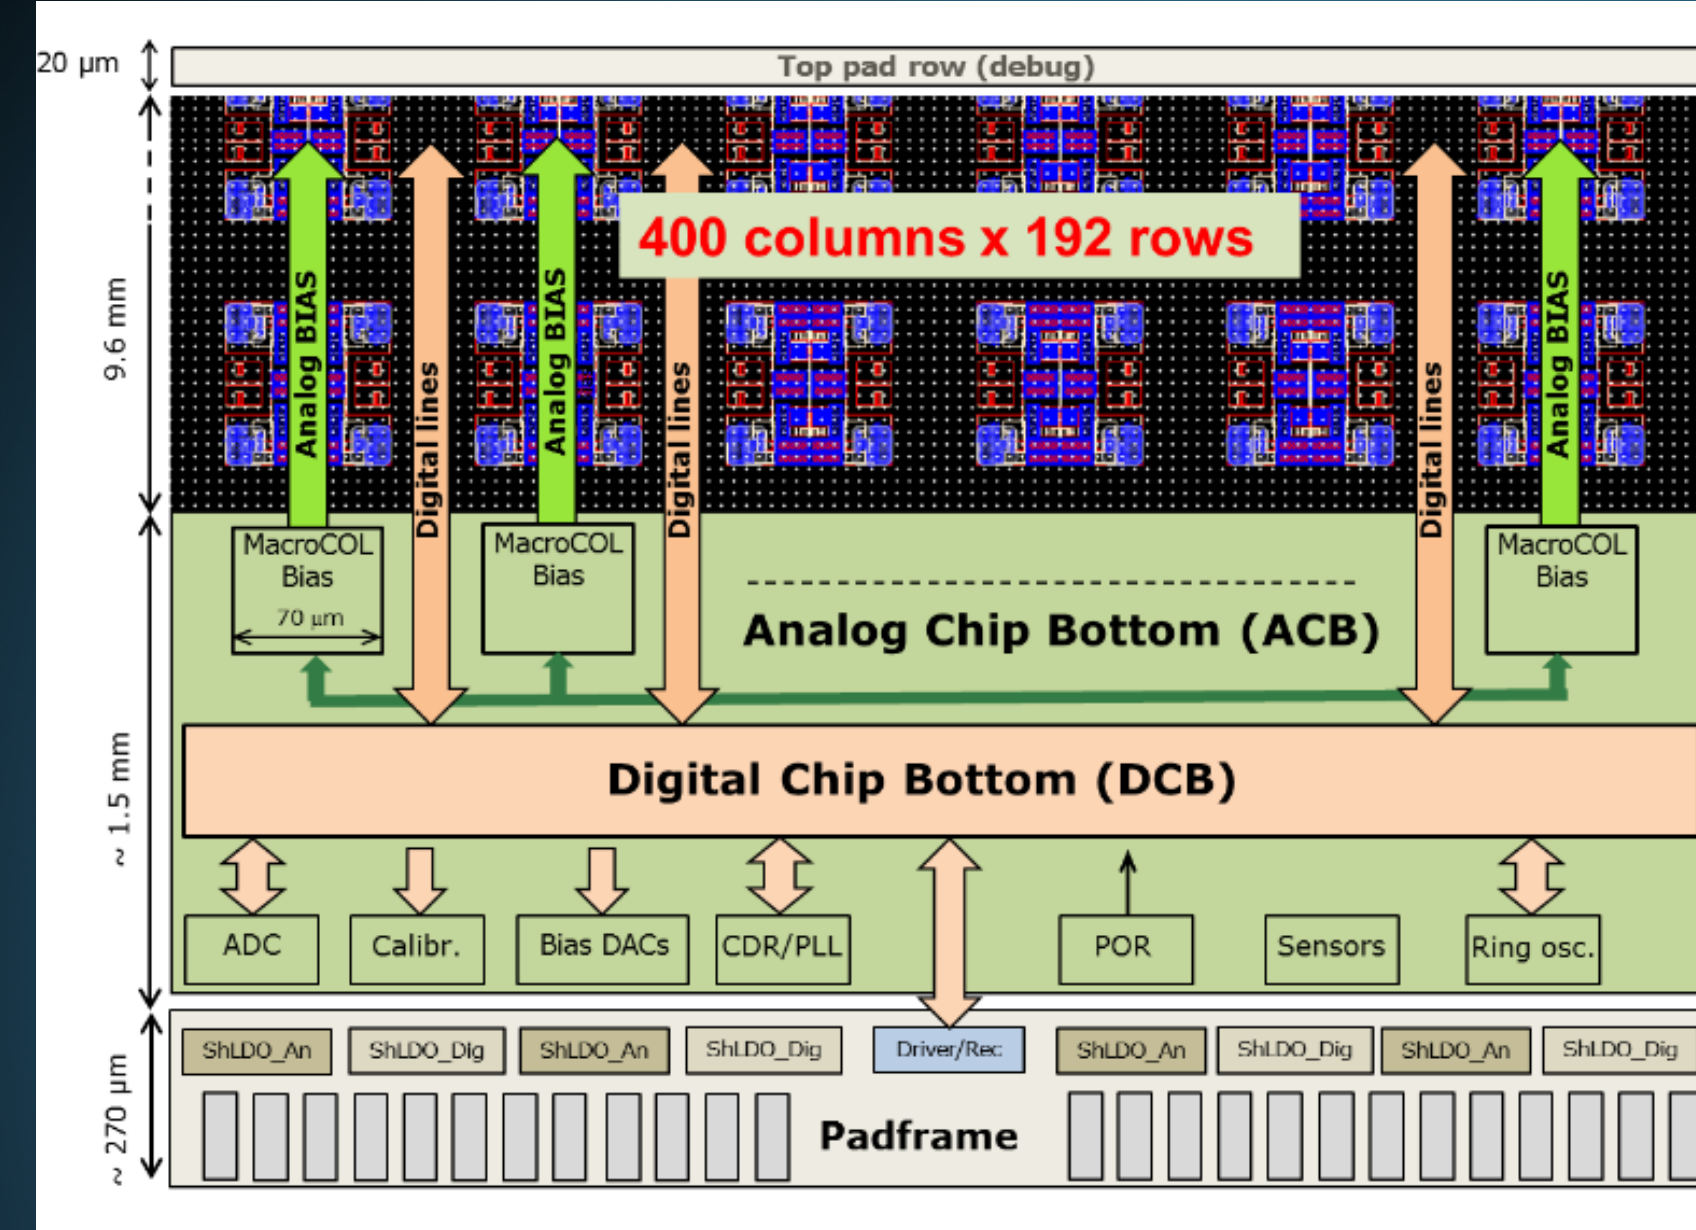 20 µm
Top pad row (debug)
400 columns x 192 rows
9.6 mm
Analog BIAS
Digital lines
Analog BIAS
Digital lines
Digital lines
Analog BIAS
MacroCOL
Bias
70 µm
MacroCOL
Bias
MacroCOL
Bias
Analog Chip Bottom (ACB)
~ 1.5 mm
Digital Chip Bottom (DCB)
ADC
Calibr.
Bias DACs
CDR/PLL
POR
Sensors
Ring osc.
~ 270 µm
ShLDO_An
ShLDO_Dig
ShLDO_An
ShLDO_Dig
Driver/Rec
ShLDO_An
ShLDO_Dig
ShLDO_An
ShLDO_Dig
Padframe